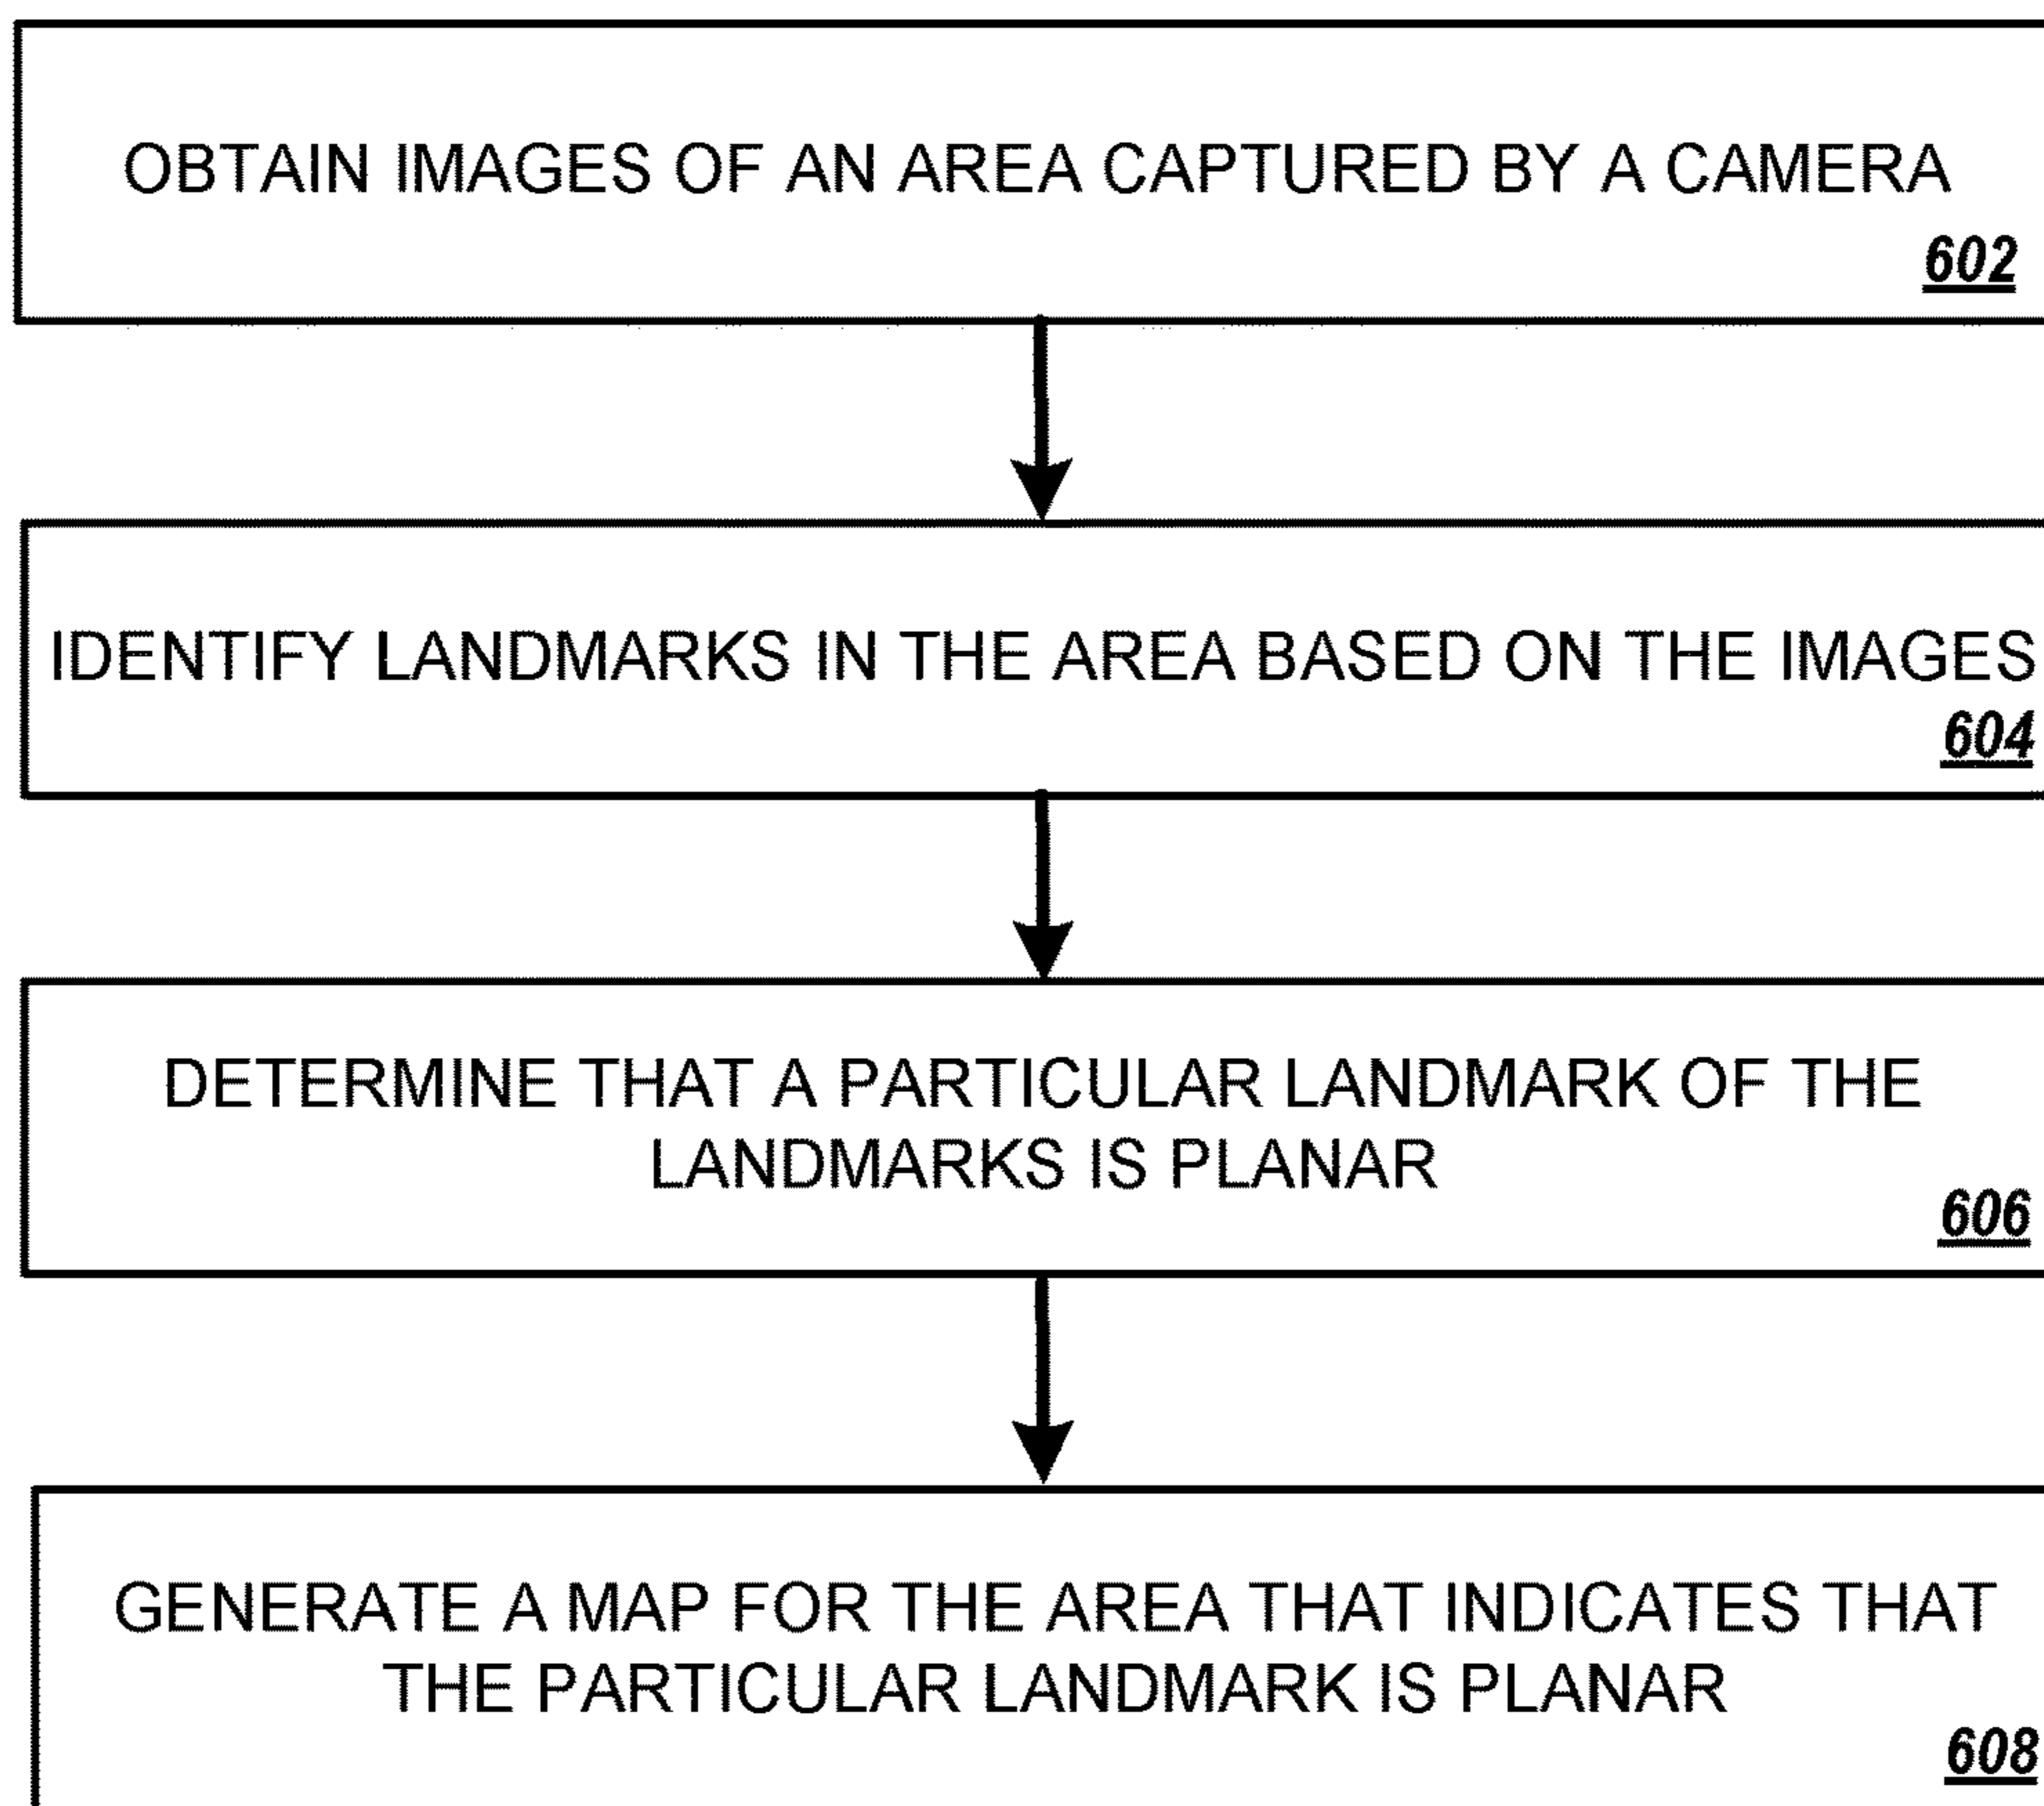 OBTAIN IMAGES OF AN AREA CAPTURED BY A CAMERA
602
IDENTIFY LANDMARKS IN THE AREA BASED ON THE IMAGES
604
DETERMINE THAT A PARTICULAR LANDMARK OF THE
LANDMARKS IS PLANAR
606
GENERATE A MAP FOR THE AREA THAT INDICATES THAT
THE PARTICULAR LANDMARK IS PLANAR
608